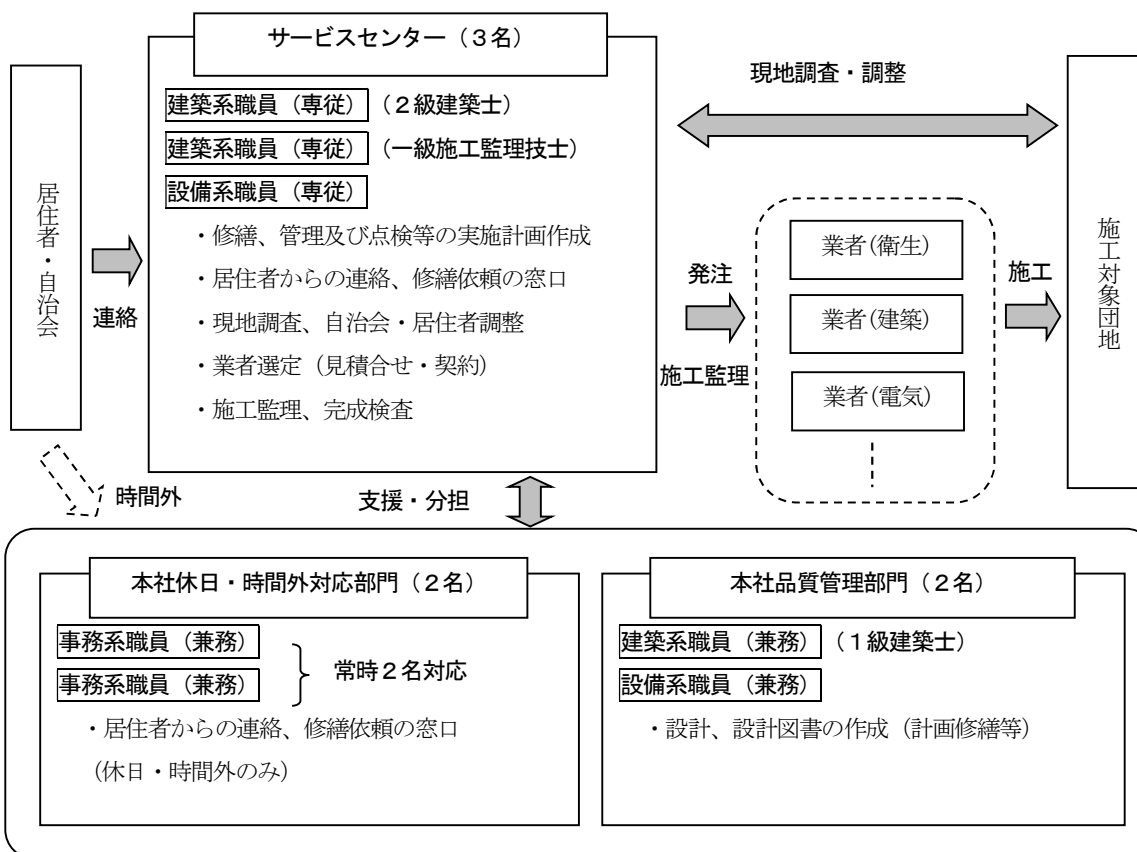 サービスセンター（３名）
建築系職員（専従）（２級建築士）
建築系職員（専従）（一級施工監理技士）
設備系職員（専従）
・修繕、管理及び点検等の実施計画作成
・居住者からの連絡、修繕依頼の窓口
・現地調査、自治会・居住者調整
・業者選定（見積合せ・契約）
・施工監理、完成検査
居住者・自治会
連絡
時間外
支援・分担
現地調査・調整
発注
施工監理
業者(衛生)
業者(建築)
業者(電気)
施工
施工対象団地
本社休日・時間外対応部門（２名）
事務系職員（兼務）
事務系職員（兼務）
常時２名対応
・居住者からの連絡、修繕依頼の窓口
（休日・時間外のみ）
本社品質管理部門（２名）
建築系職員（兼務）（１級建築士）
設備系職員（兼務）
・設計、設計図書の作成（計画修繕等）